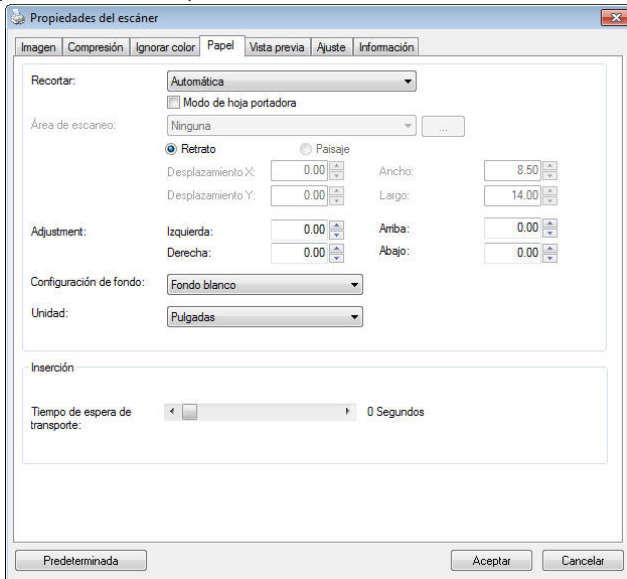 Propiedades del escáner
Imagen Compresión Ignorar color Papel Vista previa Ajuste Información
Recortar: Automática
Modo de hoja portadora
Área de escaneo: Ninguna ...
Retrato Paisaje
Desplazamiento X: 0.00 Ancho: 8.50
Desplazamiento Y: 0.00 Largo: 14.00
Adjustment: Izquierda: 0.00 Arriba: 0.00
Derecha: 0.00 Abajo: 0.00
Configuración de fondo: Fondo blanco
Unidad: Pulgadas
Inserción
Tiempo de espera de 0 Segundos
transporte:
Predeterminada Aceptar Cancelar